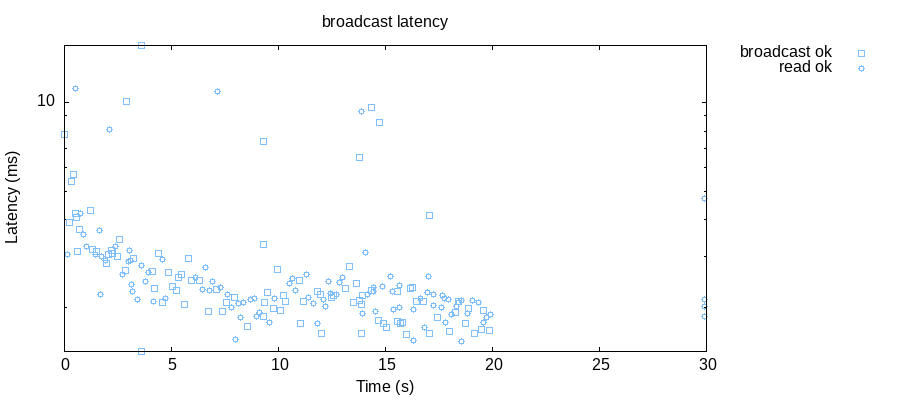 broadcast latency
broadcast ok
read ok
10
Latency (ms)
0 5 10 15 20 25 30
Time (s)